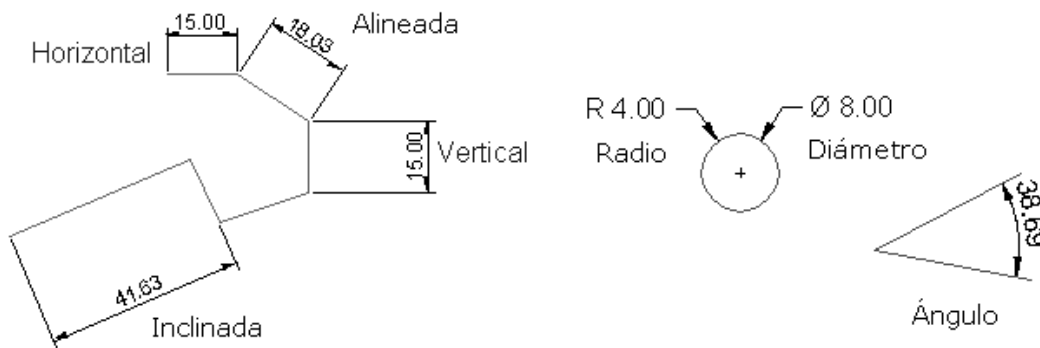 15.00
Horizontal
18.03
Alineada
15.00
Vertical
41.63
Inclinada
R 4.00
Radio
Ø 8.00
Diámetro
38.69
Ángulo